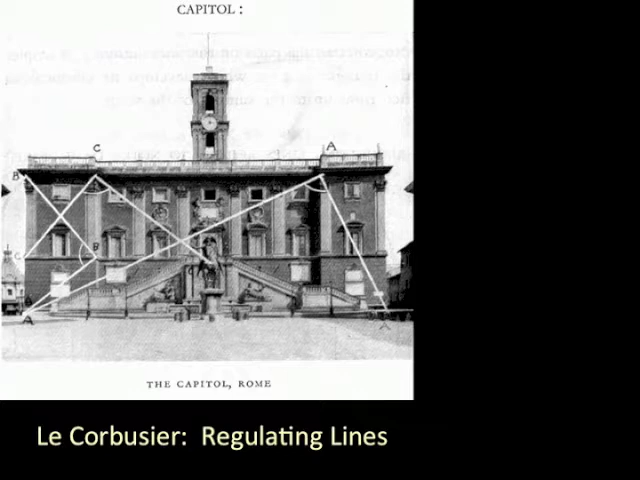 CAPITOL:
C
A
B
C
B
A
A
THE CAPITOL, ROME
Le Corbusier: Regulating Lines